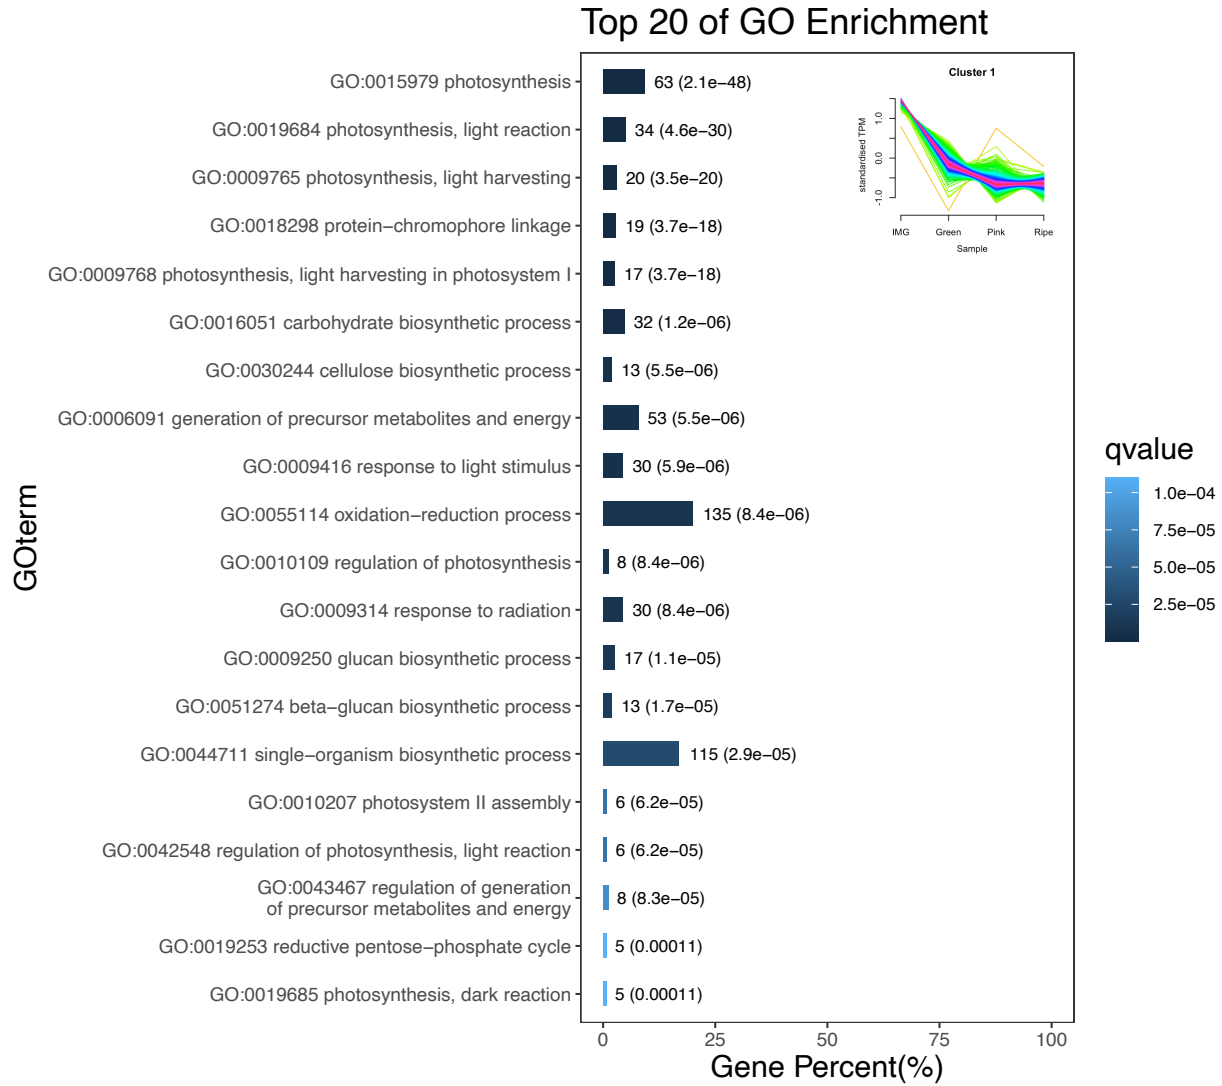 Top 20 of GO Enrichment
GOterm
GO:0015979 photosynthesis
63 (2.1e−48)
GO:0019684 photosynthesis, light reaction
34 (4.6e−30)
GO:0009765 photosynthesis, light harvesting
20 (3.5e−20)
GO:0018298 protein−chromophore linkage
19 (3.7e−18)
GO:0009768 photosynthesis, light harvesting in photosystem I
17 (3.7e−18)
GO:0016051 carbohydrate biosynthetic process
32 (1.2e−06)
GO:0030244 cellulose biosynthetic process
13 (5.5e−06)
GO:0006091 generation of precursor metabolites and energy
53 (5.5e−06)
GO:0009416 response to light stimulus
30 (5.9e−06)
GO:0055114 oxidation−reduction process
135 (8.4e−06)
GO:0010109 regulation of photosynthesis
8 (8.4e−06)
GO:0009314 response to radiation
30 (8.4e−06)
GO:0009250 glucan biosynthetic process
17 (1.1e−05)
GO:0051274 beta−glucan biosynthetic process
13 (1.7e−05)
GO:0044711 single−organism biosynthetic process
115 (2.9e−05)
GO:0010207 photosystem II assembly
6 (6.2e−05)
GO:0042548 regulation of photosynthesis, light reaction
6 (6.2e−05)
GO:0043467 regulation of generation
of precursor metabolites and energy
8 (8.3e−05)
GO:0019253 reductive pentose−phosphate cycle
5 (0.00011)
GO:0019685 photosynthesis, dark reaction
5 (0.00011)
0 25 50 75 100
Gene Percent(%)
Cluster 1
standardised TPM
1.0
0.0
-1.0
IMG Green Pink Ripe
Sample
qvalue
1.0e−04
7.5e−05
5.0e−05
2.5e−05